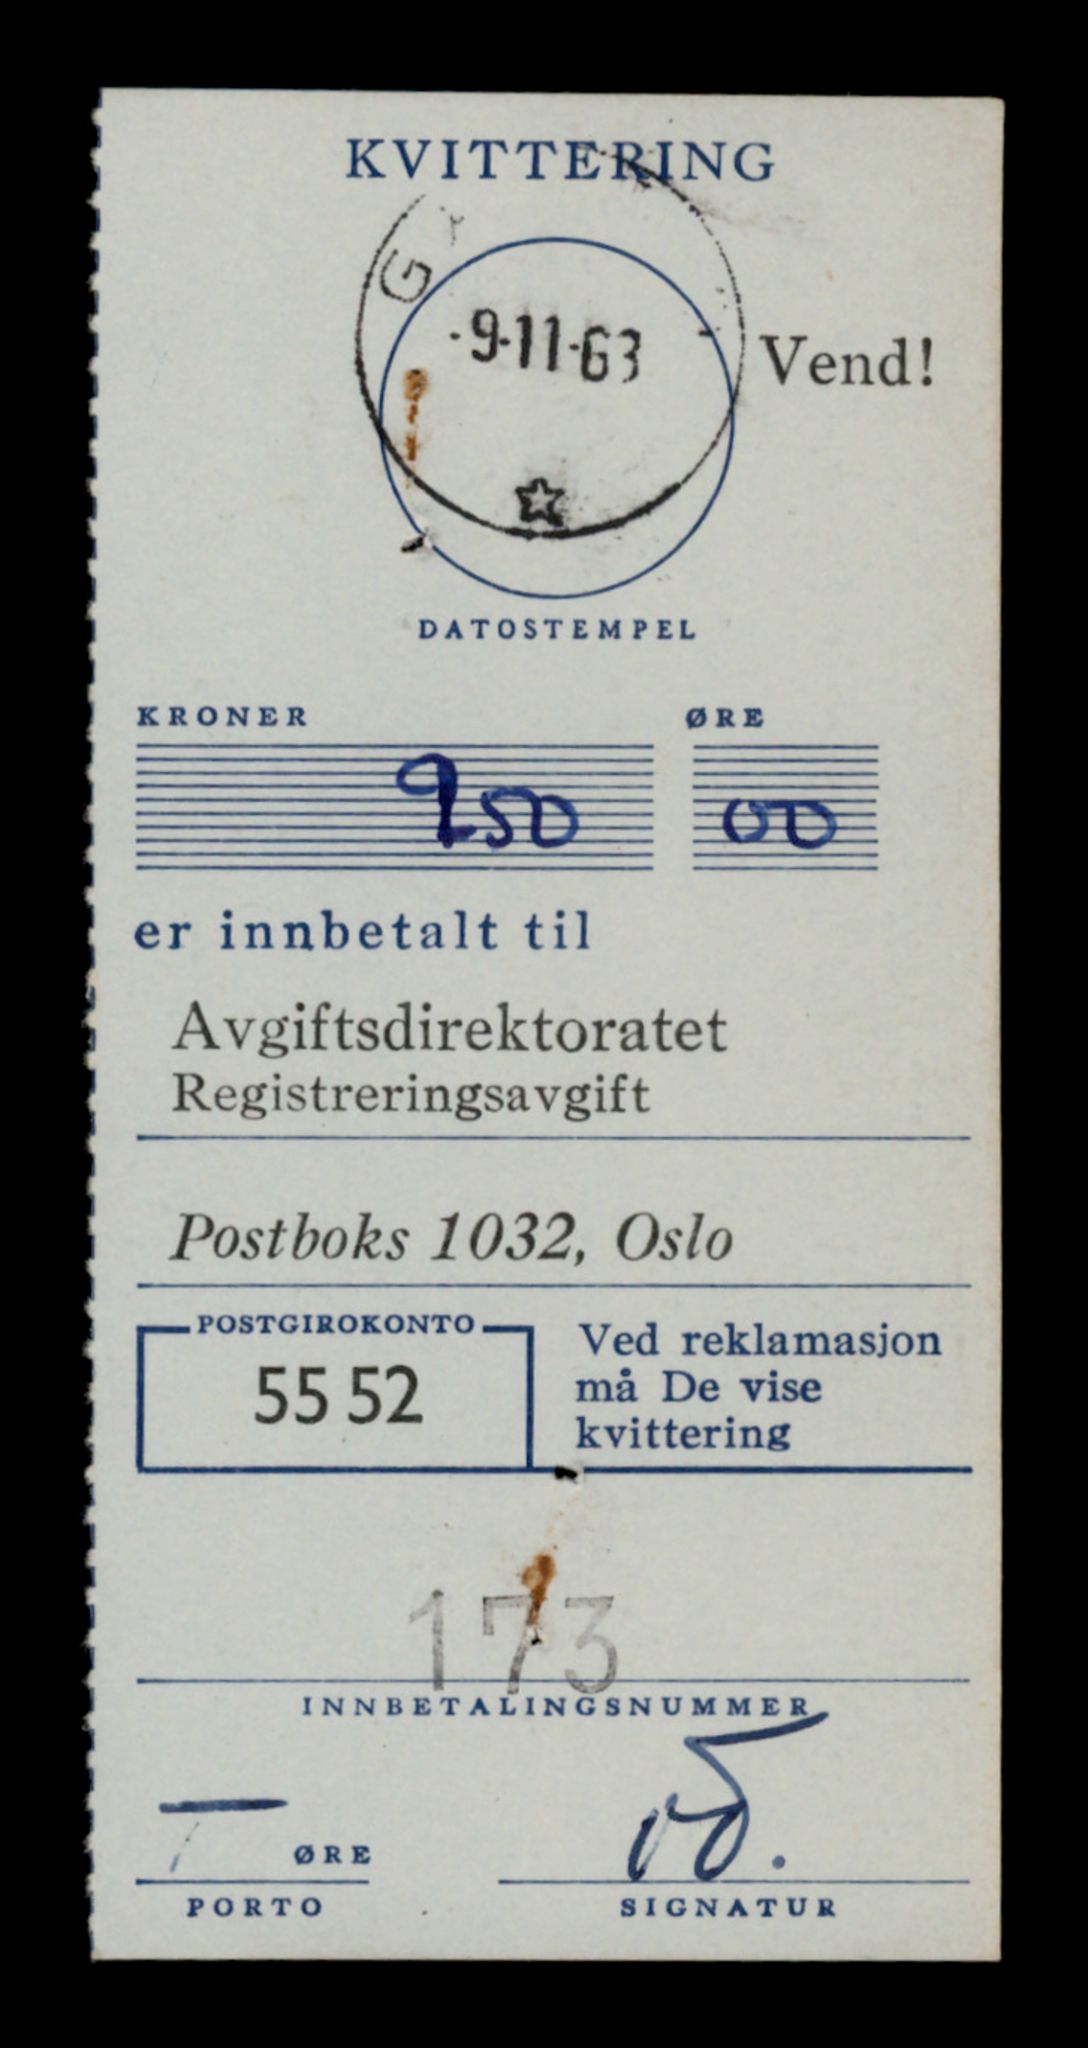 KVITTERING
G
-9-11-63
Vend!
DATOSTEMPEL
KRONER ØRE
950 00
er innbetalt til
Avgiftsdirektoratet
Registreringsavgift
Postboks 1032, Oslo
POSTGIROKONTO
55 52
Ved reklamasjon
må De vise
kvittering
173
INNBETALINGSNUMMER
ØRE
PORTO
SIGNATUR